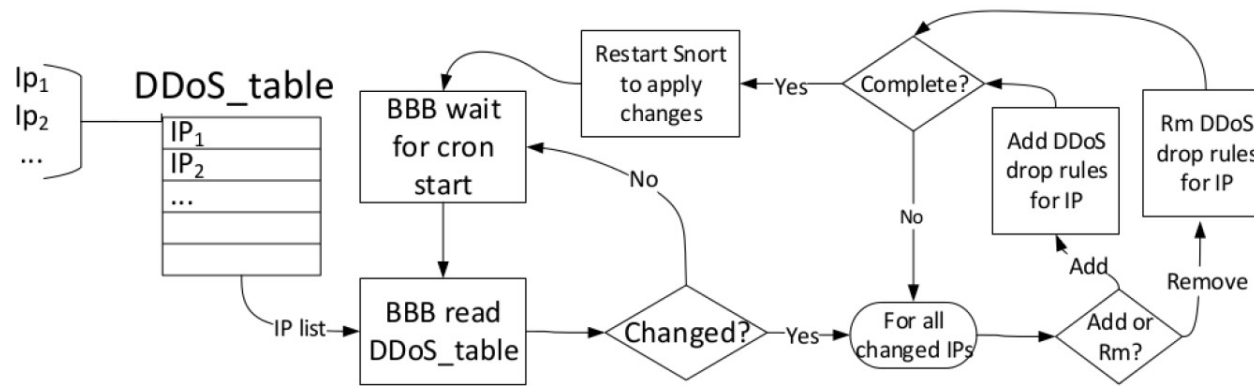 Ip₁
Ip₂
...
DDoS_table
IP₁
IP₂
...
IP list
BBB wait
for cron
start
BBB read
DDoS_table
Restart Snort
to apply
changes
Yes
Complete?
No
No
Changed?
Yes
For all
changed IPs
Add or
Rm?
Add
Remove
Add DDoS
drop rules
for IP
Rm DDoS
drop rules
for IP